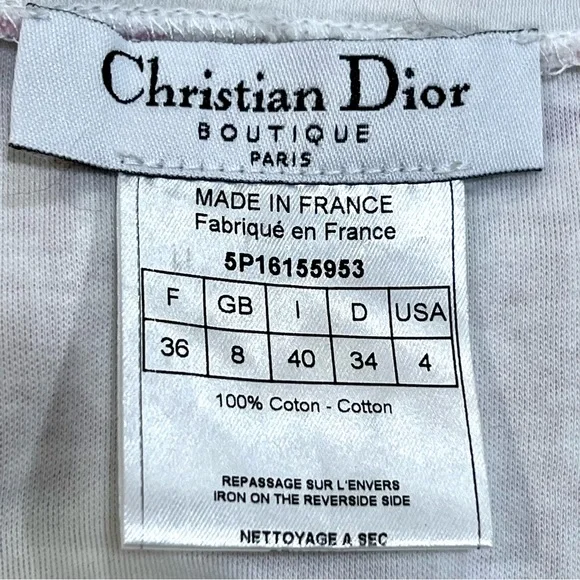 Christian Dior
BOUTIQUE
PARIS
MADE IN FRANCE
Fabriqué en France
5P16155953
F GB I D USA
36 8 40 34 4
100% Coton - Cotton
REPASSAGE SUR L'ENVERS
IRON ON THE REVERSIDE SIDE
NETTOYAGE A SEC